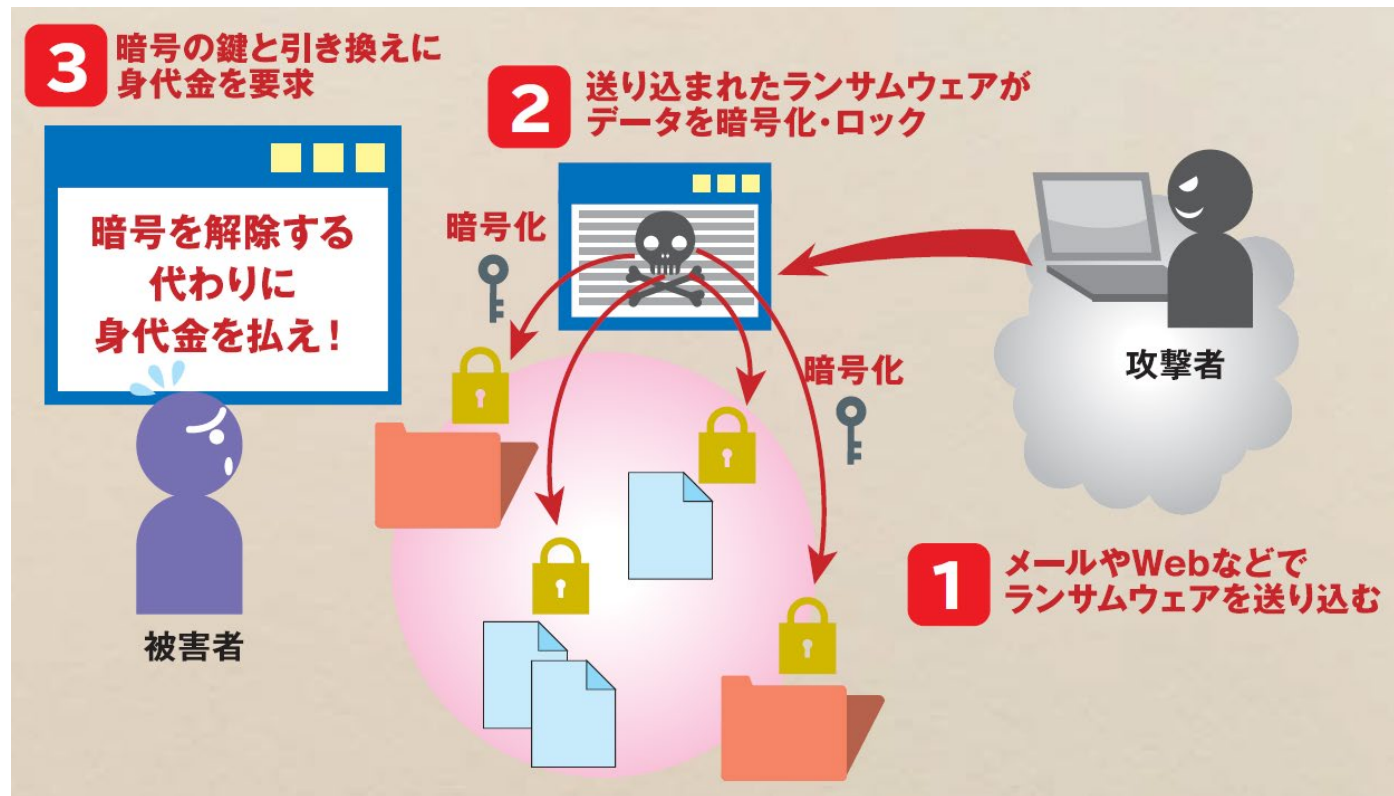 3
暗号の鍵と引き換えに
身代金を要求
2
送り込まれたランサムウェアが
データを暗号化・ロック
暗号を解除する
代わりに
身代金を払え！
暗号化
暗号化
攻撃者
1
メールやWebなどで
ランサムウェアを送り込む
被害者